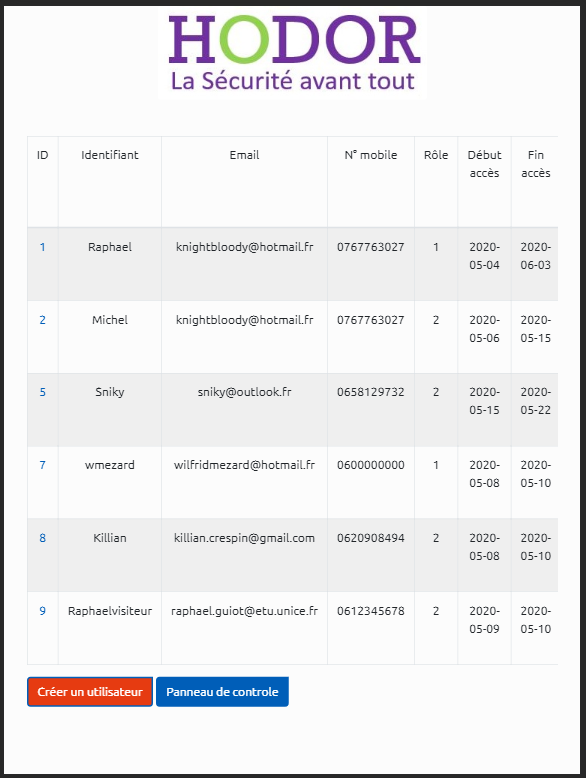 HODOR
La Sécurité avant tout
ID Identifiant Email N° mobile Rôle Début accès Fin accès
1 Raphael knightbloody@hotmail.fr 0767763027 1 2020-05-04 2020-06-03
2 Michel knightbloody@hotmail.fr 0767763027 2 2020-05-06 2020-05-15
5 Sniky sniky@outlook.fr 0658129732 2 2020-05-15 2020-05-22
7 wmezard wilfridmezard@hotmail.fr 0600000000 1 2020-05-08 2020-05-10
8 Killian killian.crespin@gmail.com 0620908494 2 2020-05-08 2020-05-10
9 Raphaelvisiteur raphael.guiot@etu.unice.fr 0612345678 2 2020-05-09 2020-05-10
Créer un utilisateur Panneau de controle